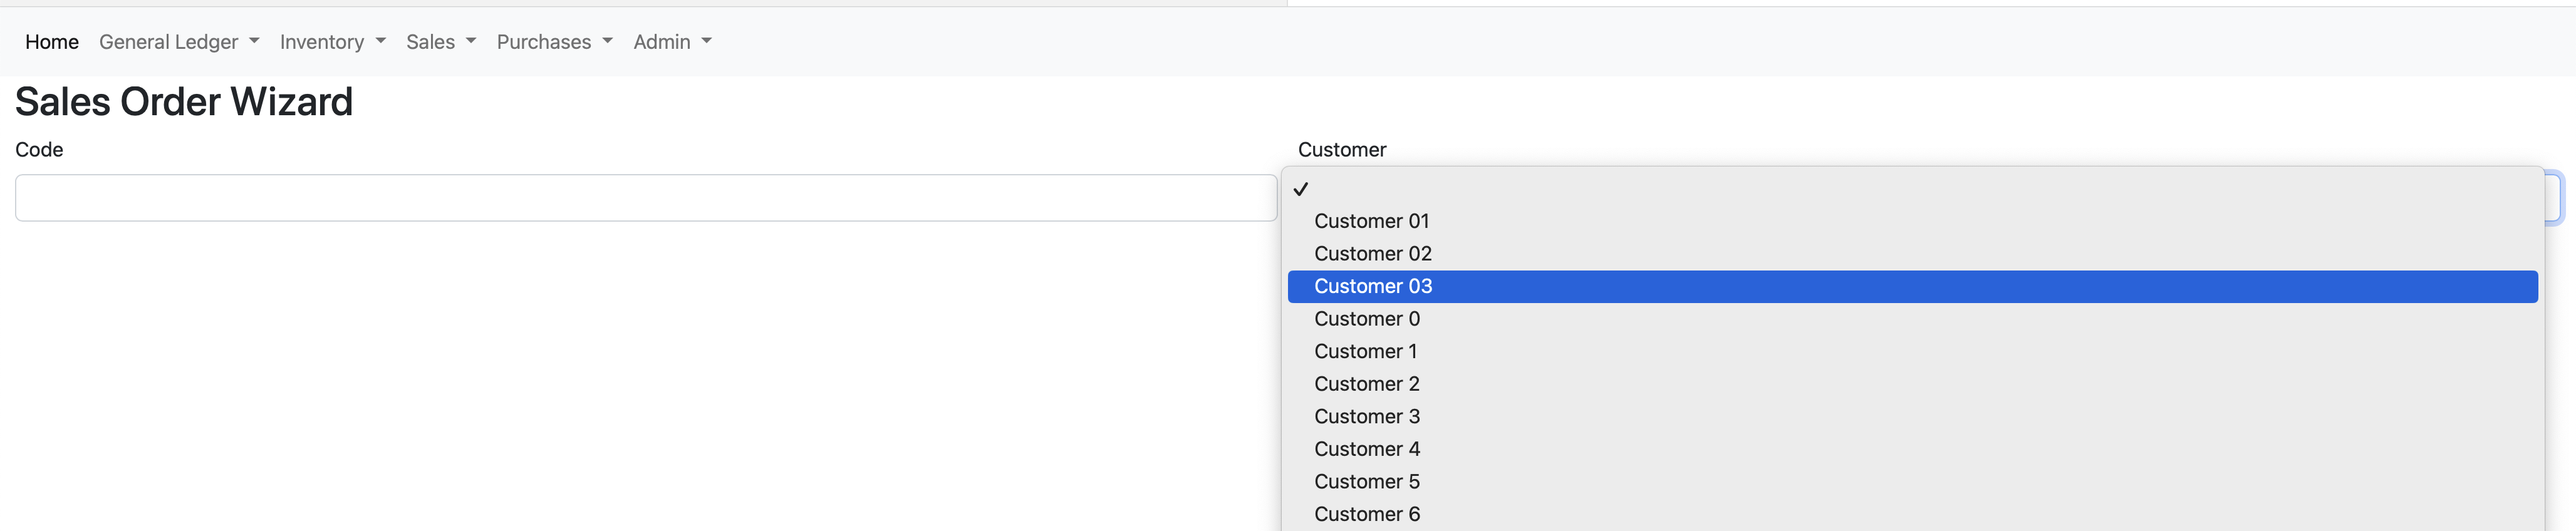 Home General Ledger Inventory Sales Purchases Admin
Sales Order Wizard
Code
Customer
Customer 01
Customer 02
Customer 03
Customer 0
Customer 1
Customer 2
Customer 3
Customer 4
Customer 5
Customer 6